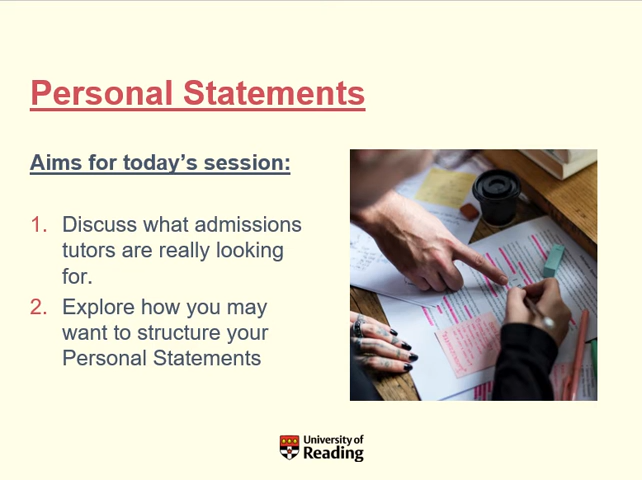 Personal Statements
Aims for today's session:
1. Discuss what admissions
tutors are really looking
for.
2. Explore how you may
want to structure your
Personal Statements
University of
Reading